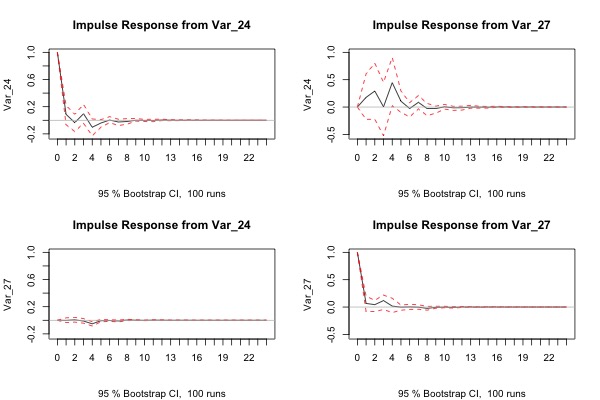 Impulse Response from Var_24
Var_24
1.0
0.6
0.2
-0.2
0 2 4 6 8 10 13 16 19 22
95 % Bootstrap CI, 100 runs
Impulse Response from Var_27
Var_24
1.0
0.5
0.0
-0.5
0 2 4 6 8 10 13 16 19 22
95 % Bootstrap CI, 100 runs
Impulse Response from Var_24
Var_27
1.0
0.6
0.2
-0.2
0 2 4 6 8 10 13 16 19 22
95 % Bootstrap CI, 100 runs
Impulse Response from Var_27
Var_27
1.0
0.5
0.0
-0.5
0 2 4 6 8 10 13 16 19 22
95 % Bootstrap CI, 100 runs